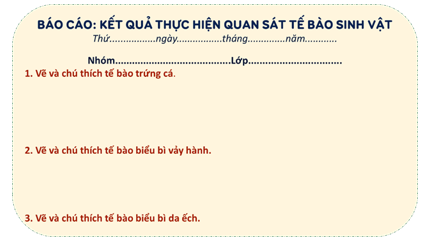 BÁO CÁO: KẾT QUẢ THỰC HIỆN QUAN SÁT TẾ BÀO SINH VẬT
Thứ.................ngày.................tháng..............năm............
Nhóm.........................................Lớp.................................
1. Vẽ và chú thích tế bào trứng cá.
2. Vẽ và chú thích tế bào biểu bì vảy hành.
3. Vẽ và chú thích tế bào biểu bì da ếch.